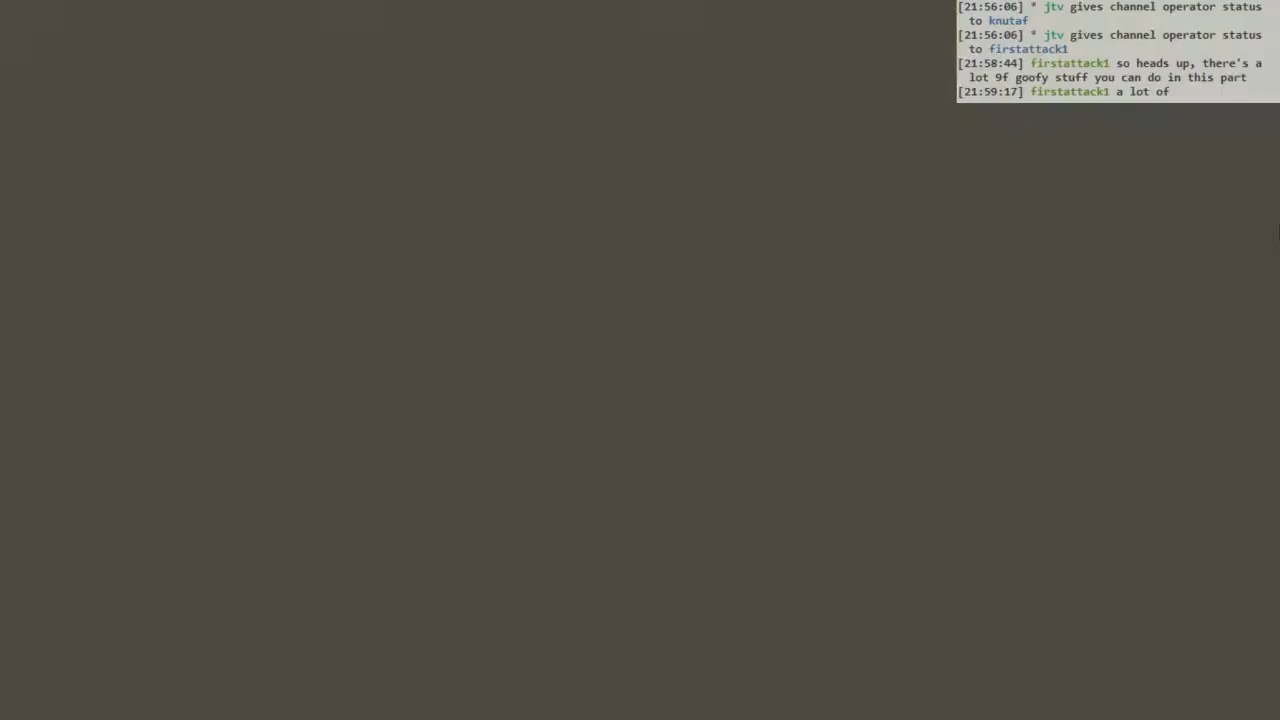 [21:56:06] * jtv gives channel operator status
to knutaf
[21:56:06] * jtv gives channel operator status
to firstattack1
[21:58:44] firstattack1 so heads up, there's a
lot 9f goofy stuff you can do in this part
[21:59:17] firstattack1 a lot of